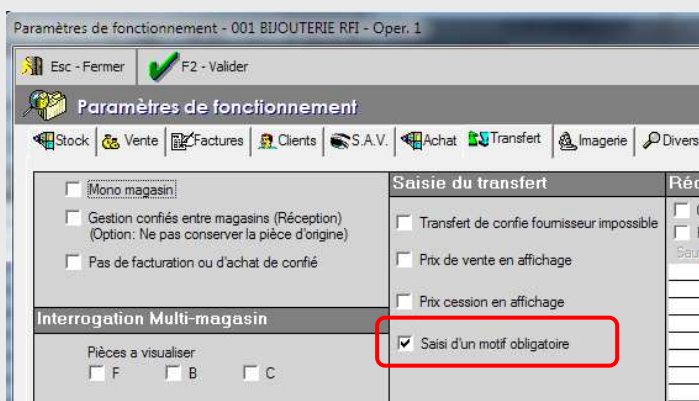 Paramètres de fonctionnement - 001 BIJOUTERIE RFI - Oper. 1
Esc - Fermer
F2 - Valider
Paramètres de fonctionnement
Stock
Vente
Factures
Clients
S.A.V.
Achat
Transfert
Imagerie
Divers
Mono magasin
Gestion confiés entre magasins (Réception)
(Option: Ne pas conserver la pièce d'origine)
Pas de facturation ou d'achat de confié
Interrogation Multi-magasin
Pièces a visualiser
F
B
C
Saisie du transfert
Transfert de confie fournisseur impossible
Prix de vente en affichage
Prix cession en affichage
Saisi d'un motif obligatoire